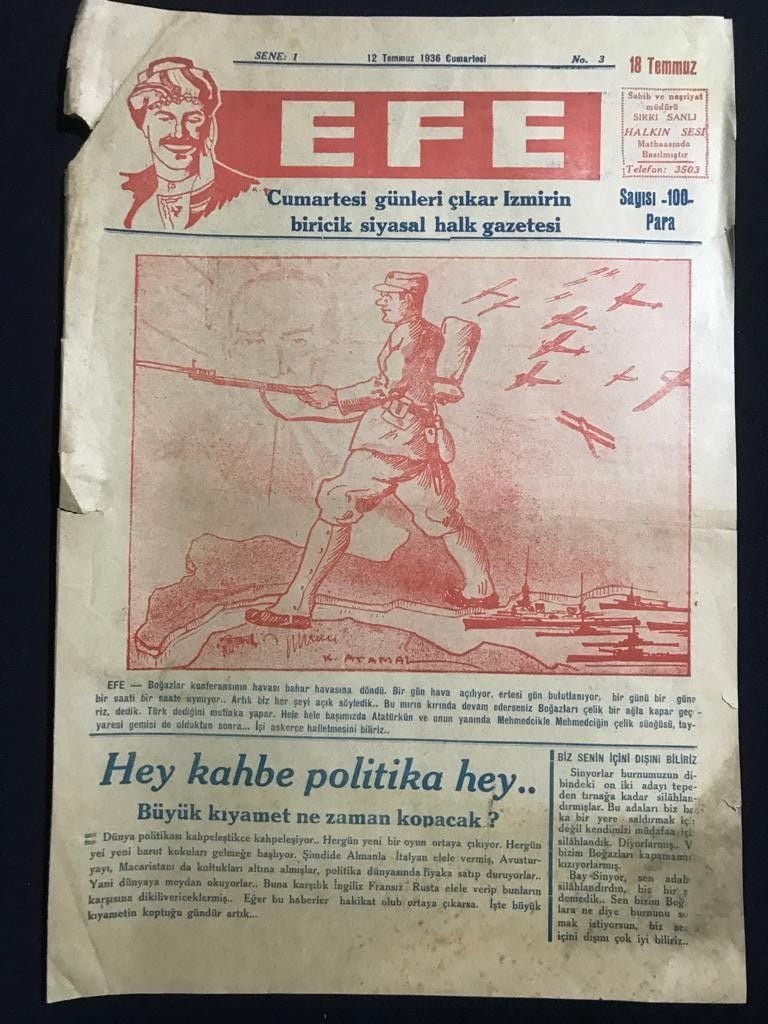 SENE: 1
12 Temmuz 1936 Cumartesi
No. 3
18 Temmuz
EFE
Sahib ve neşriyat
müdürü
SIRRI SANLI
HALKIN SESİ
Matbaasında
Basılmıştır
Telefon: 3503
Cumartesi günleri çıkar Izmirin
biricik siyasal halk gazetesi
Sayısı -100-
Para
K. ATAMAL
EFE — Boğazlar konferansının havası bahar havasına döndü. Bir gün hava açılıyor, ertesi gün bulutlanıyor, bir günü bir güne
bir saati bir saate uymıyor.. Artık biz her şeyi açık söyledik.. Bu mırın kırında devam ederseniz Boğazları çelik bir ağla kapar geç-
riz, dedik. Türk dediğini mutlaka yapar. Hele hele başımızda Atatürkün ve onun yanında Mehmedcikle Mehmedciğin çelik süngüsü, tay-
yaresi gemisi de olduktan sonra... İşi askerce halletmesini biliriz..
Hey kahbe politika hey..
Büyük kıyamet ne zaman kopacak ?
Dünya politikası kahpeleştikce kahpeleşiyor.. Hergün yeni bir oyun ortaya çıkıyor. Hergün
yei yeni barut kokuları gelmeğe başlıyor. Şimdide Almanla İtalyan elele vermiş, Avustur-
yayı, Macaristanı da koltukları altına almışlar, politika dünyasında fiyaka satıp duruyorlar..
Yani dünyaya meydan okuyorlar.. Buna karşılık İngiliz Fransız Rusta elele verip bunların
karşısına dikilivericeklermiş.. Eğer bu haberler hakikat olub ortaya çıkarsa. İşte büyük
kıyametin koptuğu gündür artık...
BİZ SENİN İÇİNİ DIŞINI BİLİRİZ
Sinyorlar burnumuzun di-
bindeki on iki adayı tepe-
den tırnağa kadar silâhlan-
dırmışlar. Bu adaları biz
ka bir yere saldırmak
değil kendimizi müdafaa
silâhlandık. Diyorlarmış..
bizim Boğazları kapamamı
kızıyorlarmış.
Bay Sinyor, sen adal
silâhlandırdın, biz bir
demedik.. Sen bizim Boğ
lara ne diye burnunu
mak istiyorsun, biz
içini dışını çok iyi biliriz..